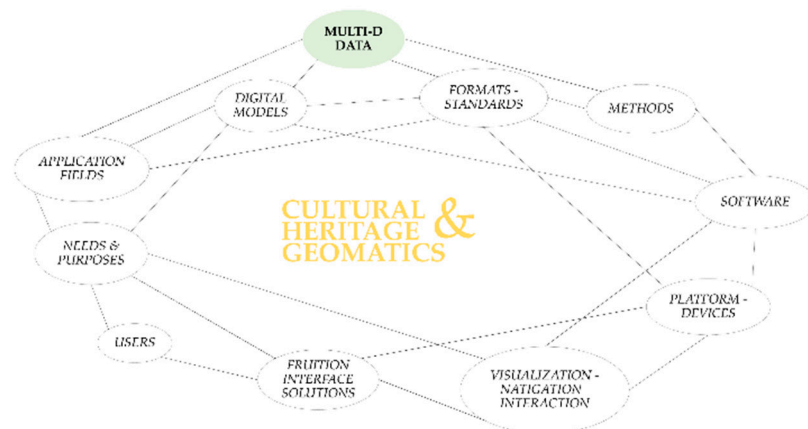 MULTI-D
DATA
DIGITAL
MODELS
FORMATS -
STANDARDS
METHODS
APPLICATION
FIELDS
SOFTWARE
CULTURAL
HERITAGE &
GEOMATICS
NEEDS &
PURPOSES
PLATFORM -
DEVICES
USERS
FRUITION
INTERFACE
SOLUTIONS
VISUALIZATION -
NATIGATION
INTERACTION